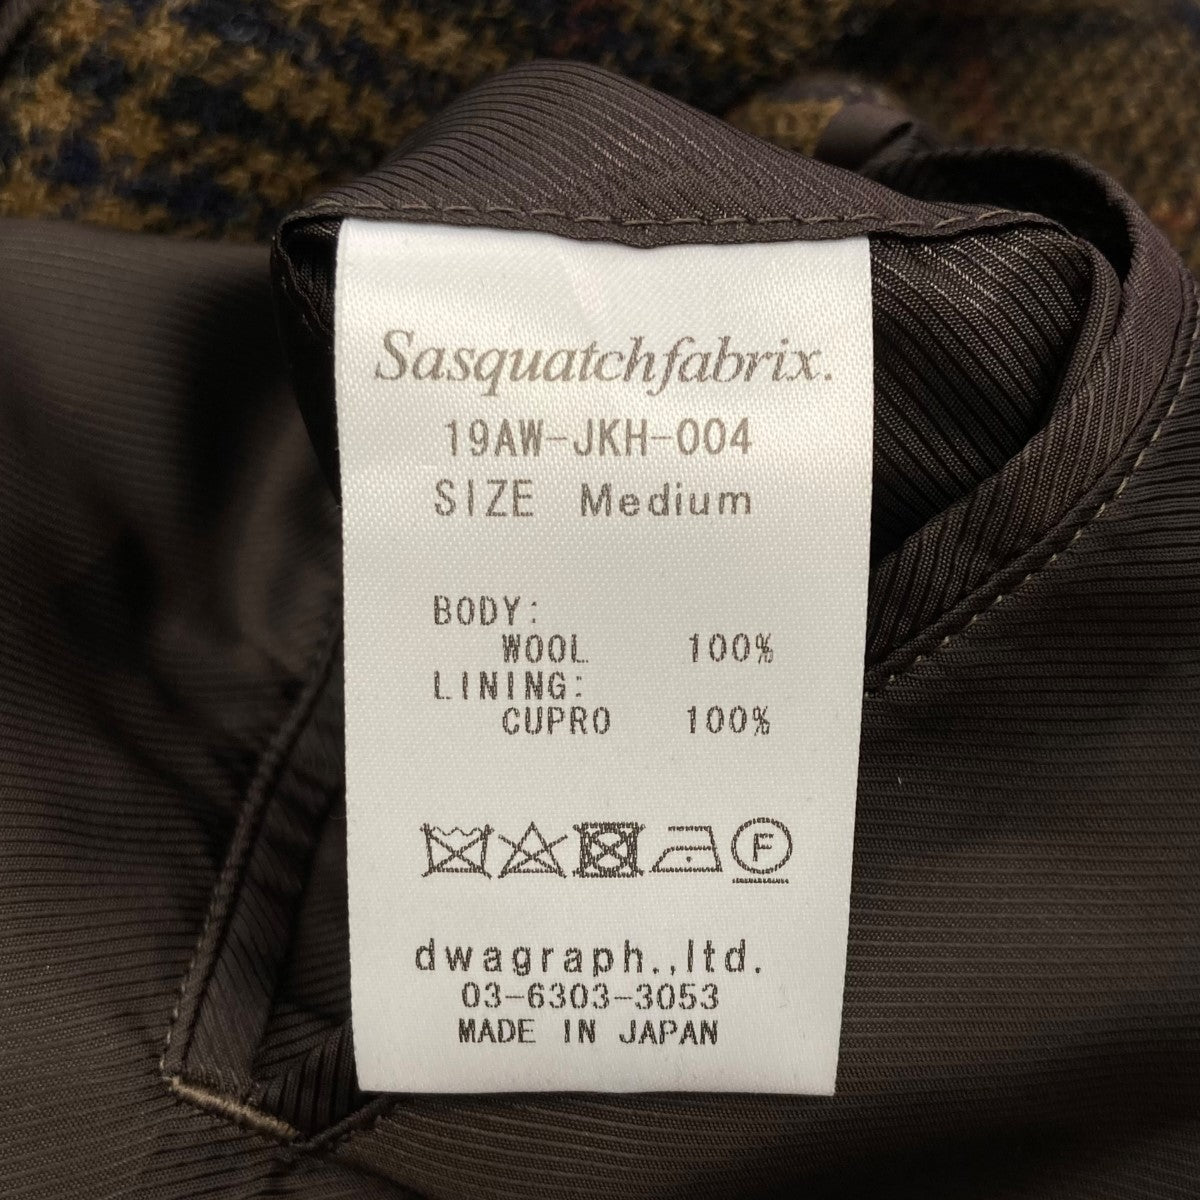 Sasquatchfabrix.
19AW-JKH-004
SIZE Medium
BODY:
WOOL 100%
LINING:
CUPRO 100%
F
dwagraph.,ltd.
03-6303-3053
MADE IN JAPAN